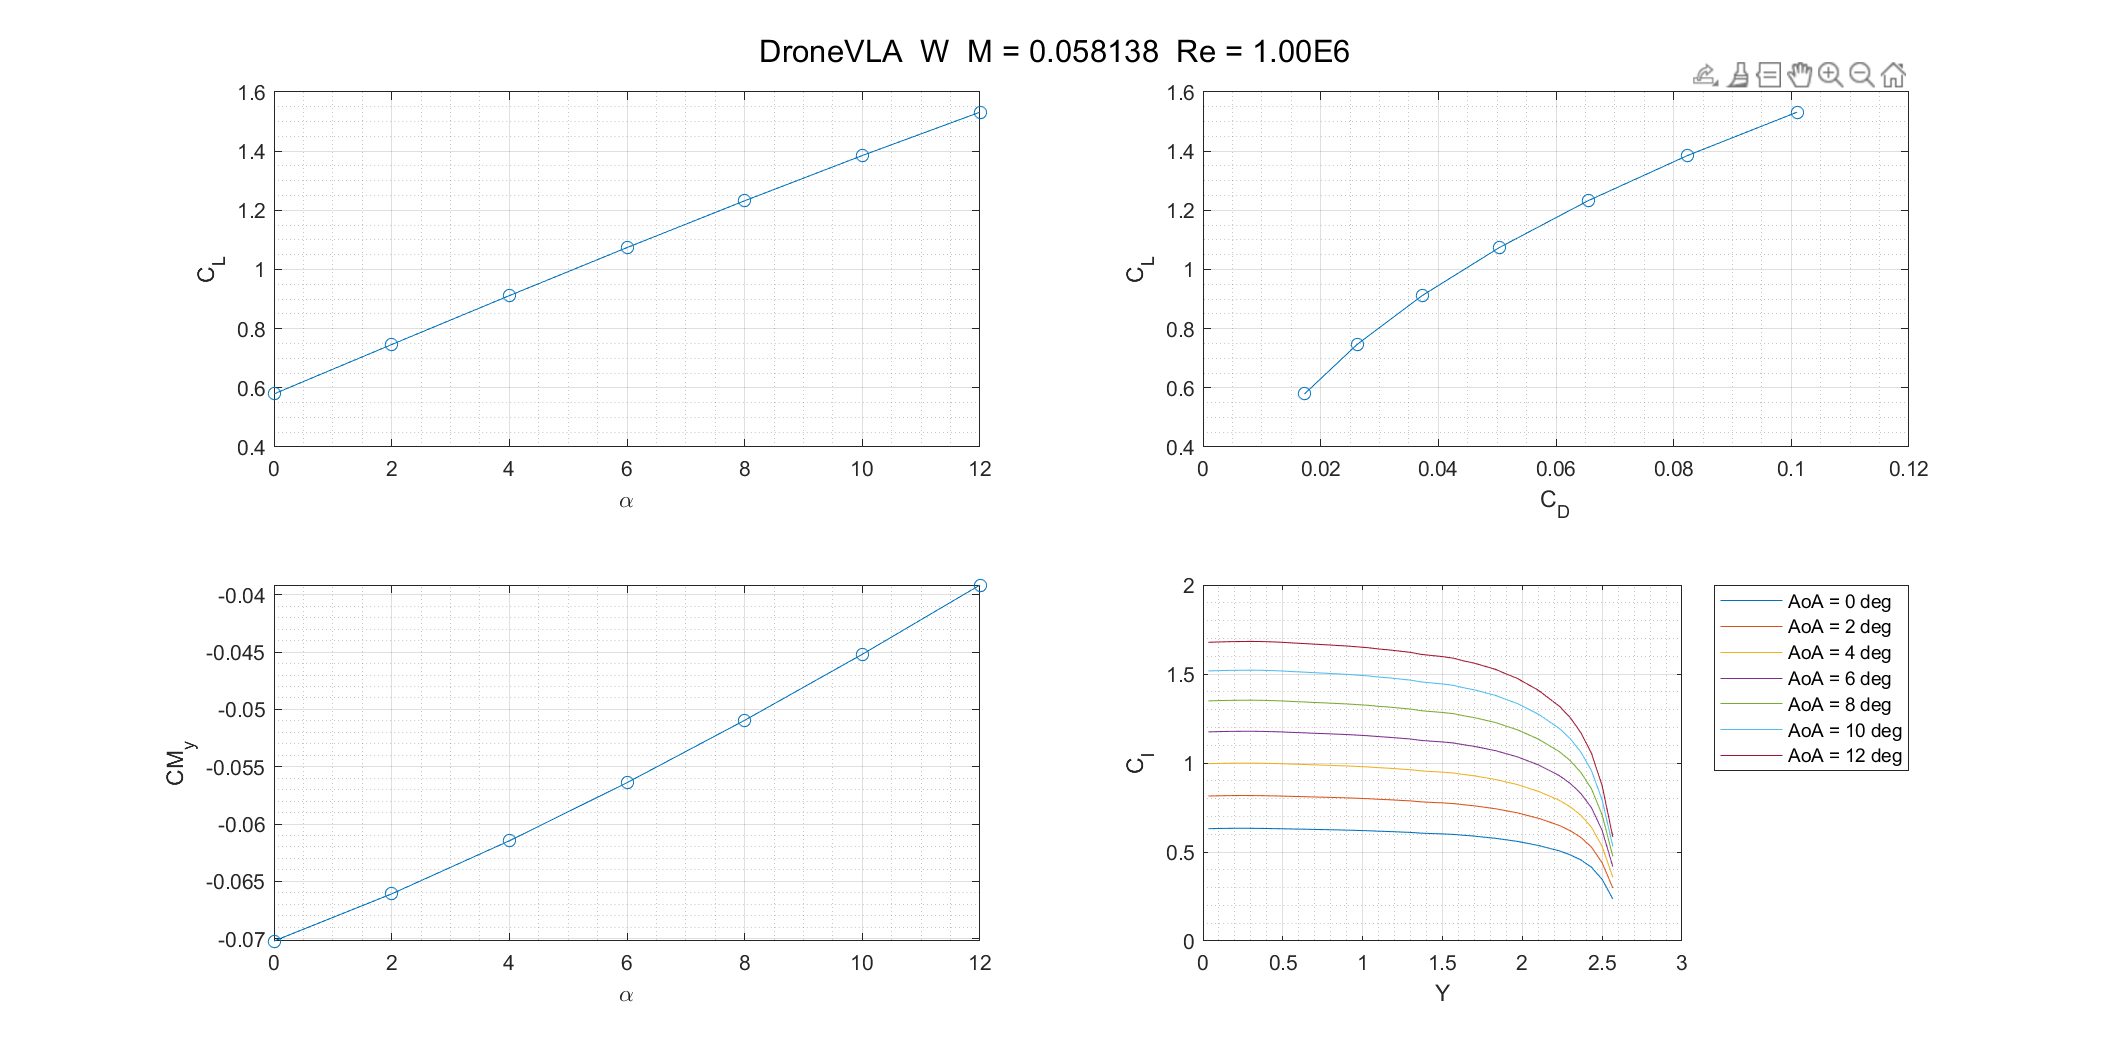 DroneVLA W M = 0.058138 Re = 1.00E6
1.6
1.4
1.2
1
0.8
0.6
0.4
C_L
0 2 4 6 8 10 12
α
1.6
1.4
1.2
1
0.8
0.6
0.4
C_L
0 0.02 0.04 0.06 0.08 0.1 0.12
C_D
-0.04
-0.045
-0.05
-0.055
-0.06
-0.065
-0.07
CM_y
0 2 4 6 8 10 12
α
2
1.5
1
0.5
0
C_l
0 0.5 1 1.5 2 2.5 3
Y
AoA = 0 deg
AoA = 2 deg
AoA = 4 deg
AoA = 6 deg
AoA = 8 deg
AoA = 10 deg
AoA = 12 deg